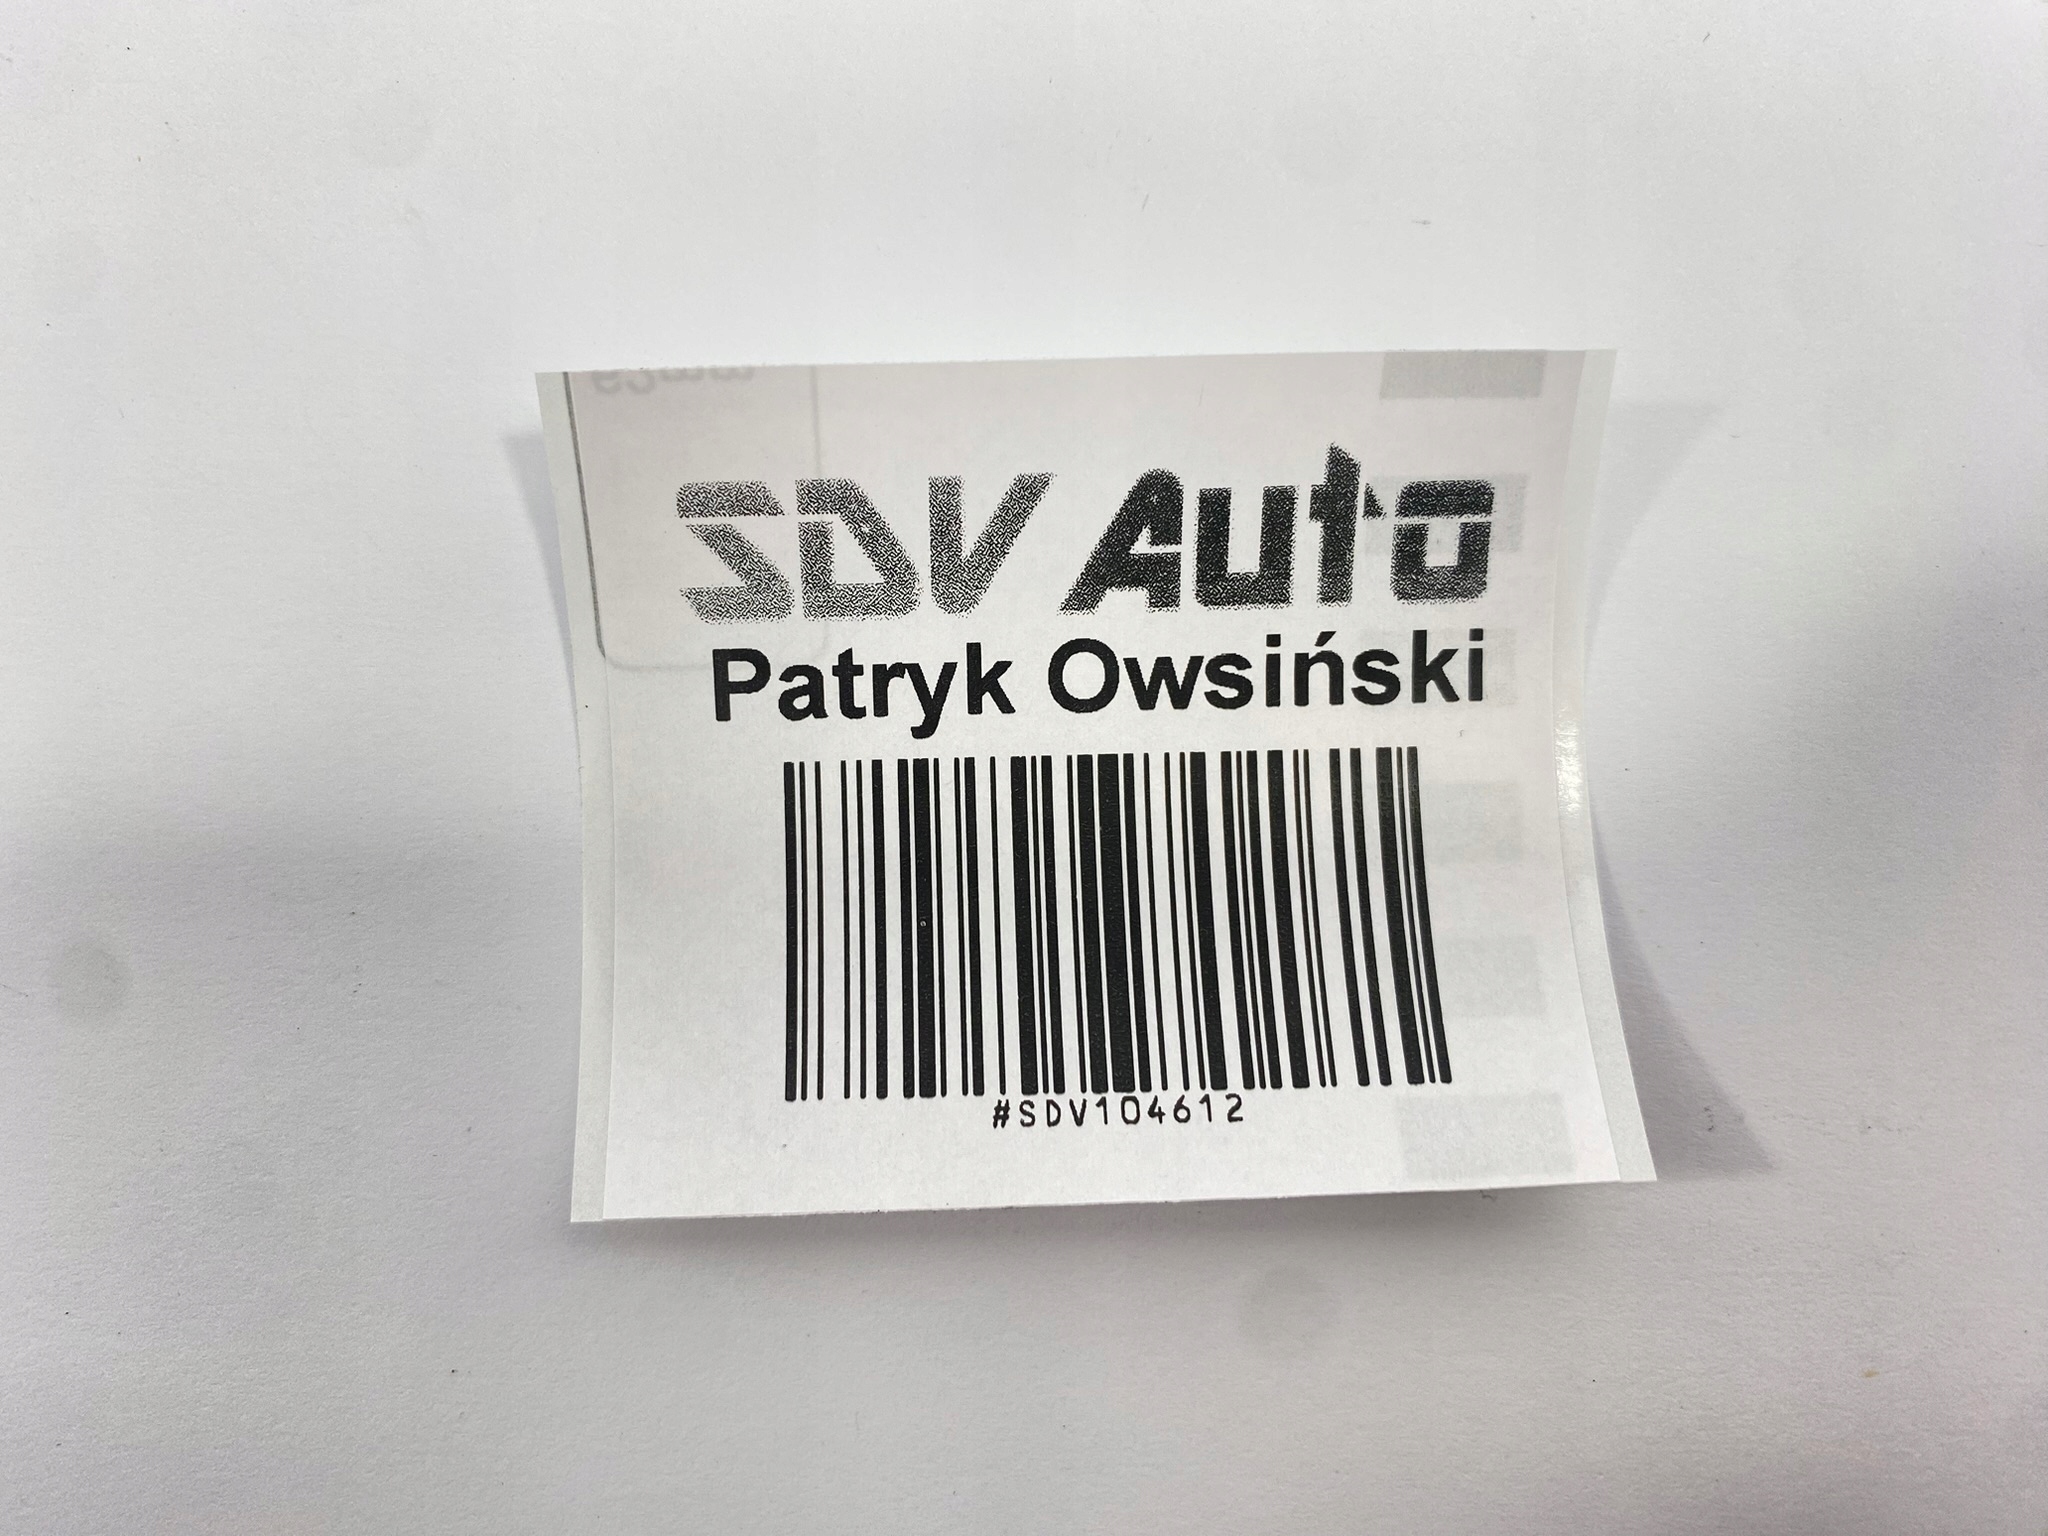 SDV Auto
Patryk Owsiński
#SDV104612